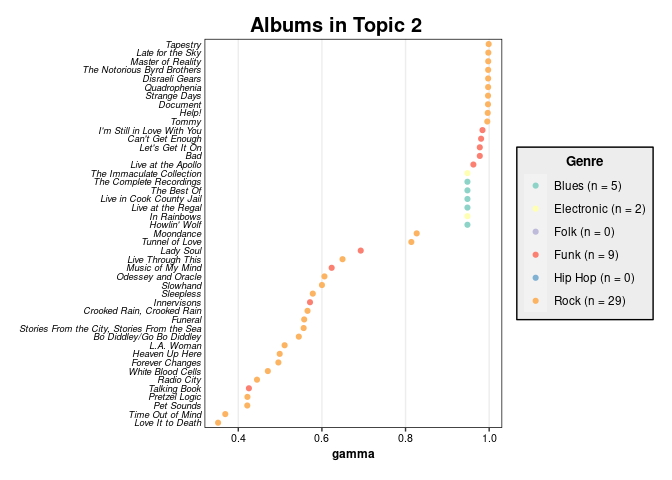 Albums in Topic 2
Tapestry
Late for the Sky
Master of Reality
The Notorious Byrd Brothers
Disraeli Gears
Quadrophenia
Strange Days
Document
Help!
Tommy
I'm Still in Love With You
Can't Get Enough
Let's Get It On
Bad
Live at the Apollo
The Immaculate Collection
The Complete Recordings
The Best Of
Live in Cook County Jail
Live at the Regal
In Rainbows
Howlin' Wolf
Moondance
Tunnel of Love
Lady Soul
Live Through This
Music of My Mind
Odessey and Oracle
Slowhand
Sleepless
Innervisons
Crooked Rain, Crooked Rain
Funeral
Stories From the City, Stories From the Sea
Bo Diddley/Go Bo Diddley
L.A. Woman
Heaven Up Here
Forever Changes
White Blood Cells
Radio City
Talking Book
Pretzel Logic
Pet Sounds
Time Out of Mind
Love It to Death
0.4 0.6 0.8 1.0
gamma
Genre
Blues (n = 5)
Electronic (n = 2)
Folk (n = 0)
Funk (n = 9)
Hip Hop (n = 0)
Rock (n = 29)